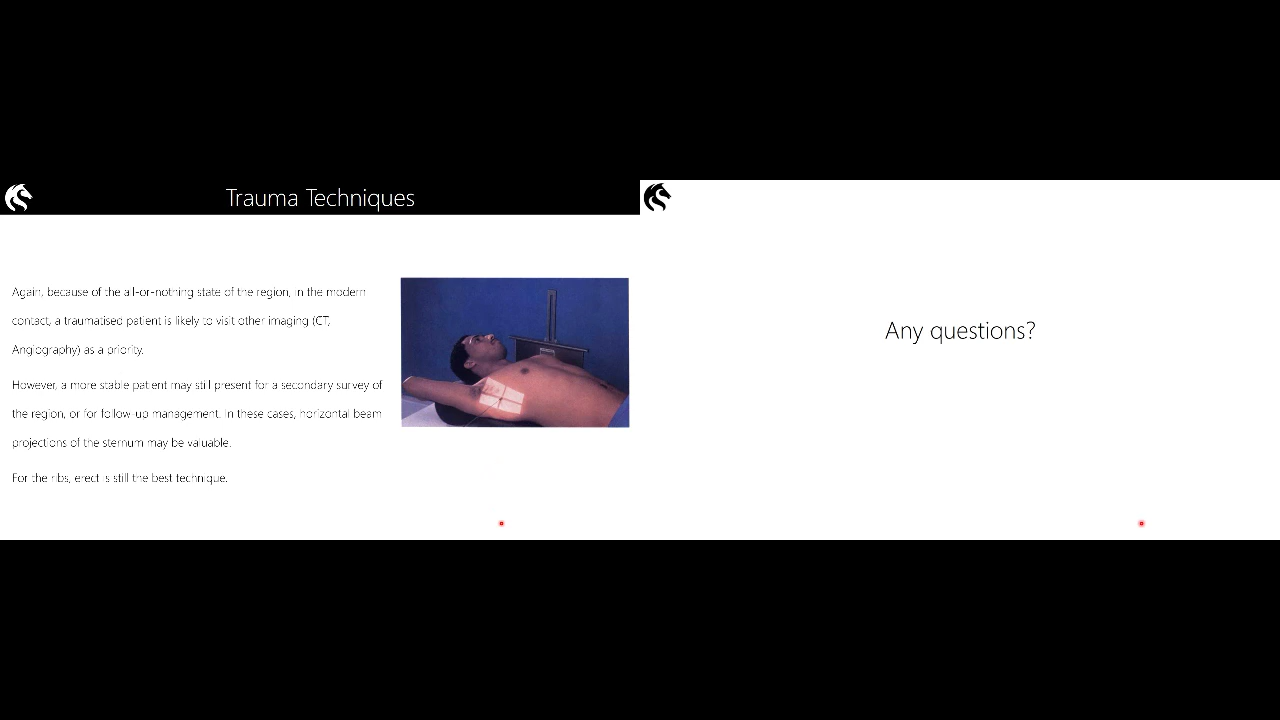 Trauma Techniques
Again, because of the all-or-nothing state of the region, in the modern
contact, a traumatised patient is likely to visit other imaging (CT,
Angiography) as a priority.
However, a more stable patient may still present for a secondary survey of
the region, or for follow-up management. In these cases, horizontal beam
projections of the sternum may be valuable.
For the ribs, erect is still the best technique.
Any questions?